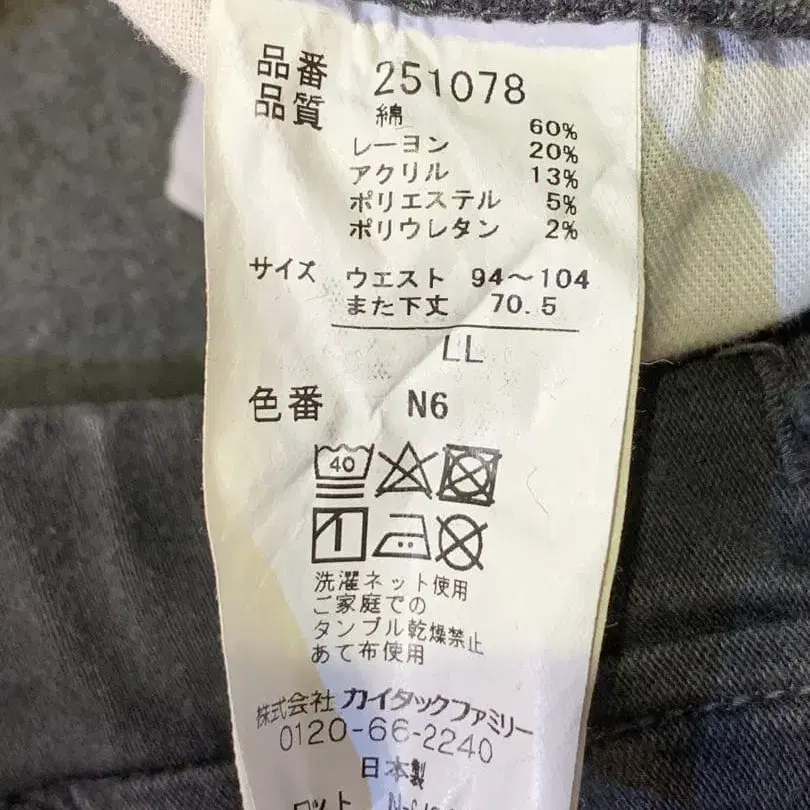 品番 251078
品質 綿 60%
レーヨン 20%
アクリル 13%
ポリエステル 5%
ポリウレタン 2%
サイズ ウエスト 94～104
また下丈 70.5
LL
色番 N6
40
洗濯ネット使用
ご家庭での
タンブル乾燥禁止
あて布使用
株式会社 カイタックファミリー
0120-66-2240
日本製
ロット